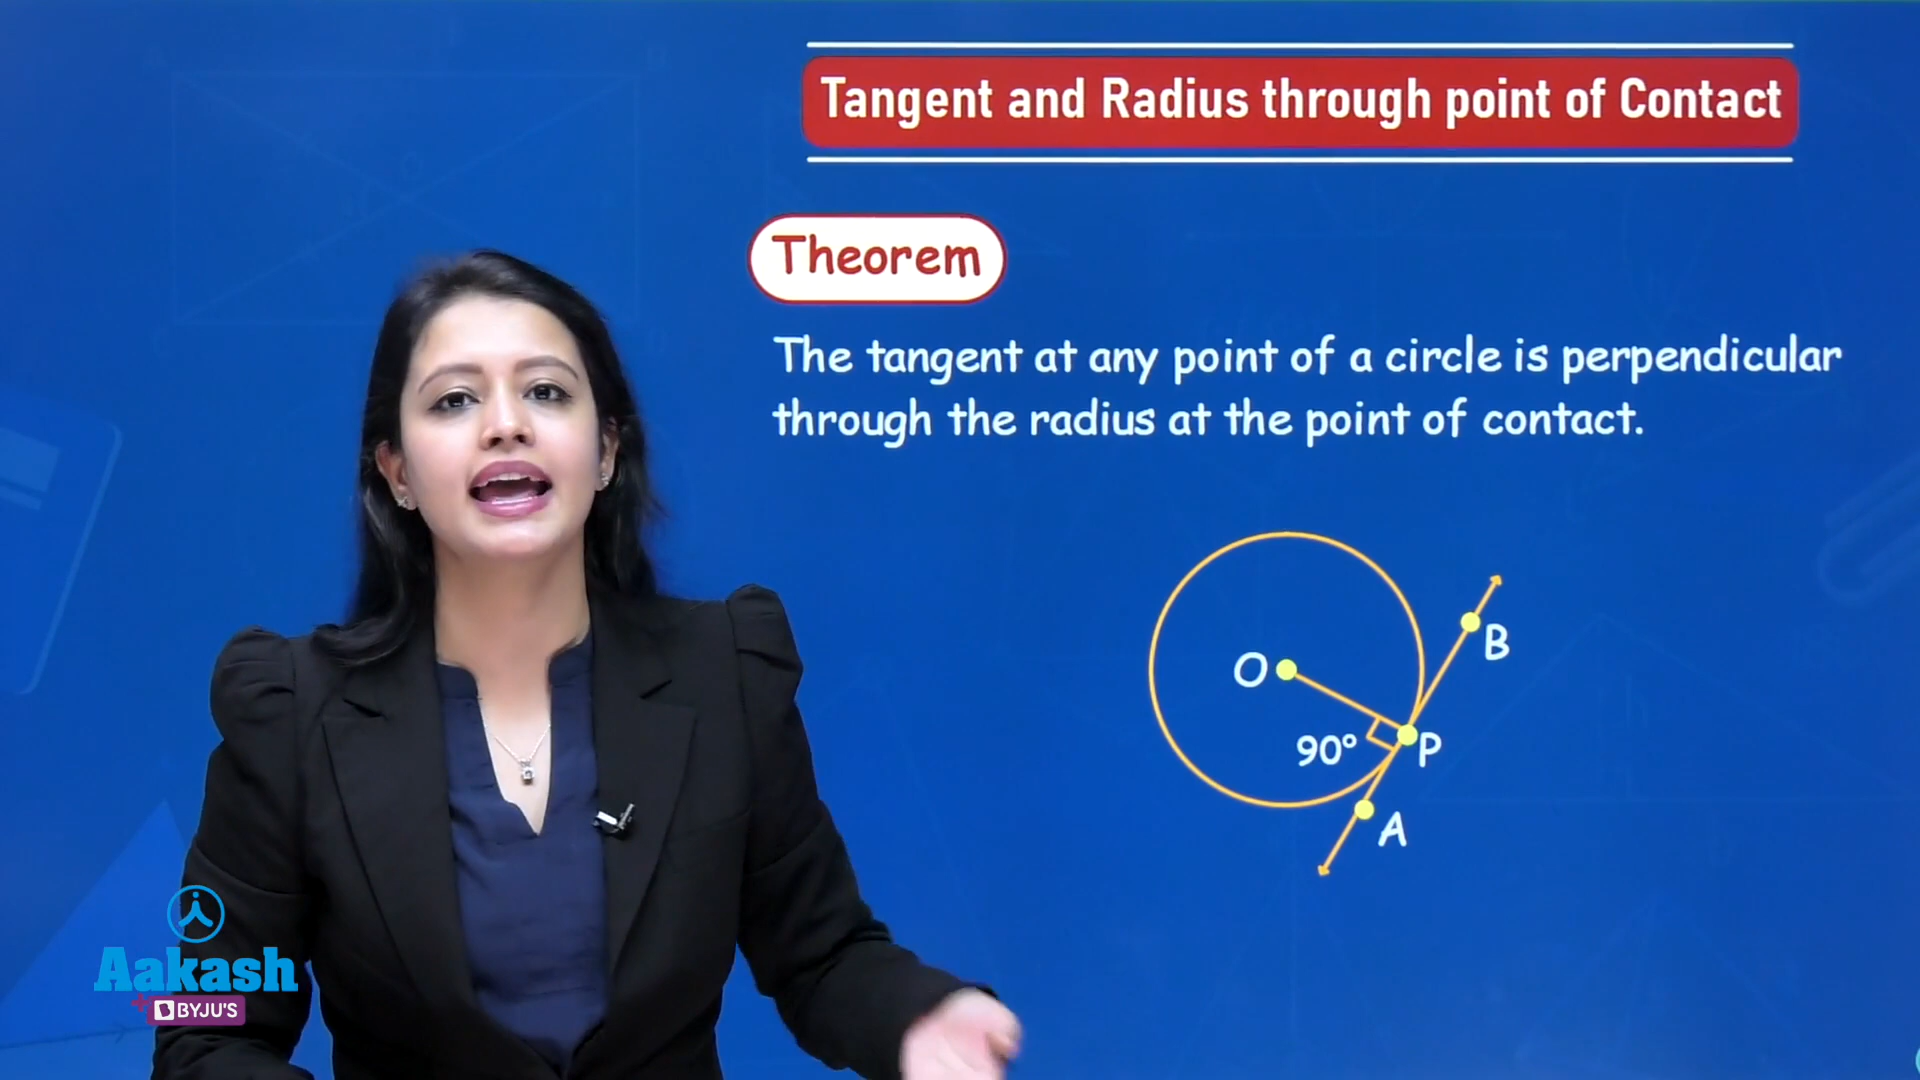 Tangent and Radius through point of Contact
Theorem
The tangent at any point of a circle is perpendicular
through the radius at the point of contact.
O
B
90°
P
A
Aakash
+ BYJU'S